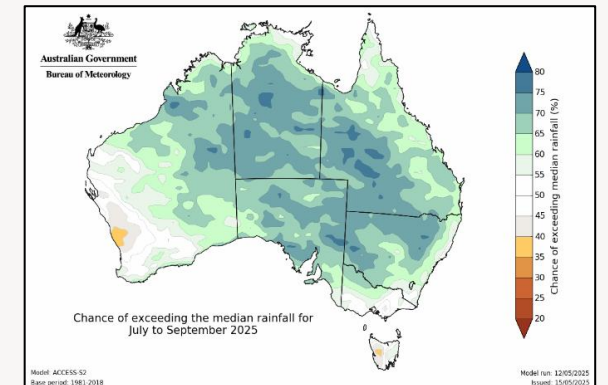 Australian Government
Bureau of Meteorology
80
75
70
65
60
55
50
45
40
35
30
25
20
Chance of exceeding median rainfall (%)
Chance of exceeding the median rainfall for
July to September 2025
Model: ACCESS-S2
Base period: 1981-2018
Model run: 12/05/2025
Issued: 15/05/2025